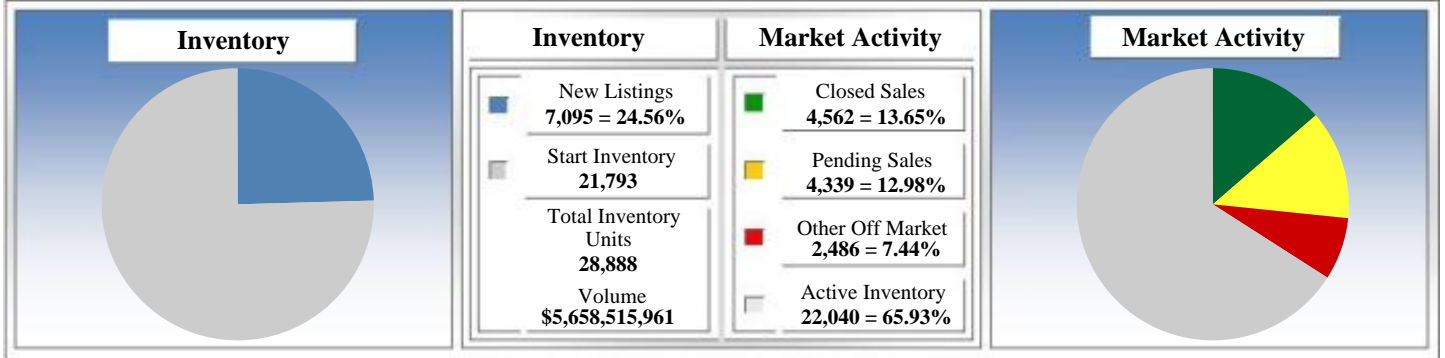 Inventory
Inventory
Market Activity
Market Activity
New Listings
7,095 = 24.56%
Start Inventory
21,793
Total Inventory
Units
28,888
Volume
$5,658,515,961
Closed Sales
4,562 = 13.65%
Pending Sales
4,339 = 12.98%
Other Off Market
2,486 = 7.44%
Active Inventory
22,040 = 65.93%